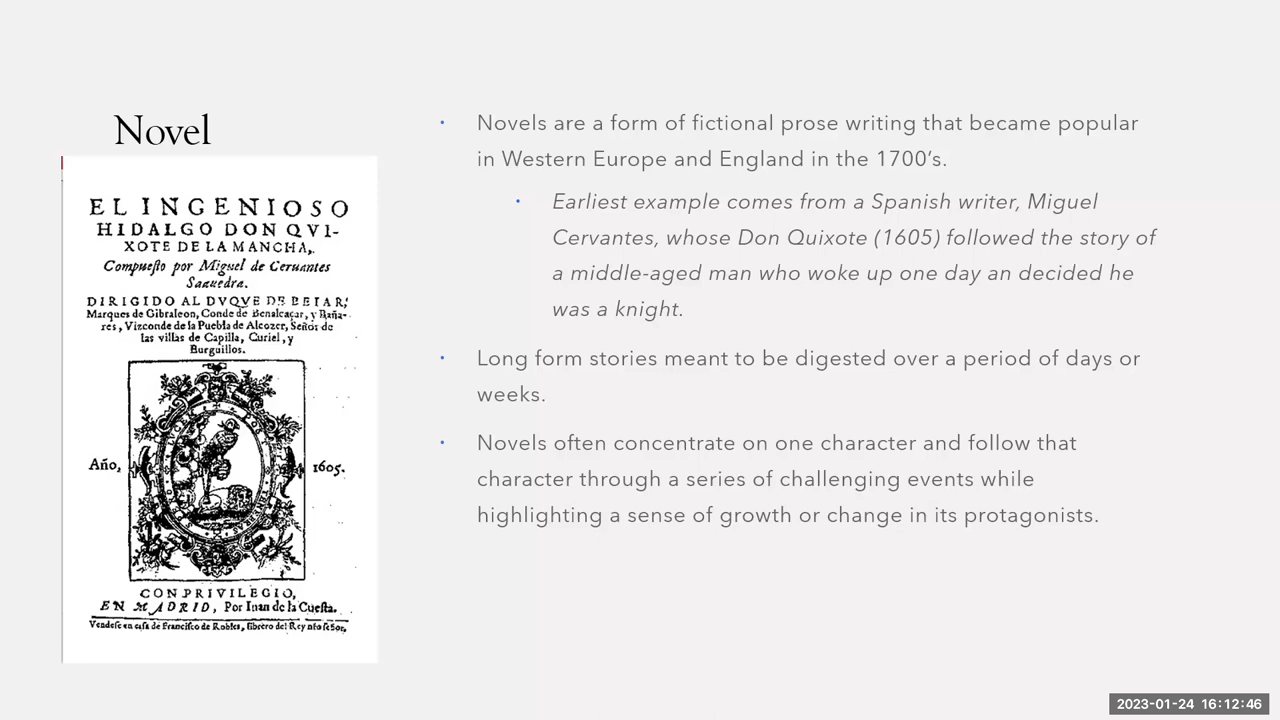 Novel
EL INGENIOSO
HIDALGO DON QVI-
XOTE DE LA MANCHA,
Compuesto por Miguel de Ceruantes
Saauedra.
DIRIGIDO AL DVQVE DE BEIAR,
Marques de Gibraleon, Conde de Benalcaçar, y Baña-
res, Vizconde de la Puebla de Alcozer, Señor de
las villas de Capilla, Curiel, y
Burguillos.
Año, 1605.
CON PRIVILEGIO,
EN MADRID, Por Iuan de la Cuesta.
Vendese en casa de Francisco de Robles, librero del Rey nro señor.
• Novels are a form of fictional prose writing that became popular
in Western Europe and England in the 1700's.
• Earliest example comes from a Spanish writer, Miguel
Cervantes, whose Don Quixote (1605) followed the story of
a middle-aged man who woke up one day an decided he
was a knight.
• Long form stories meant to be digested over a period of days or
weeks.
• Novels often concentrate on one character and follow that
character through a series of challenging events while
highlighting a sense of growth or change in its protagonists.
2023-01-24 16:12:46